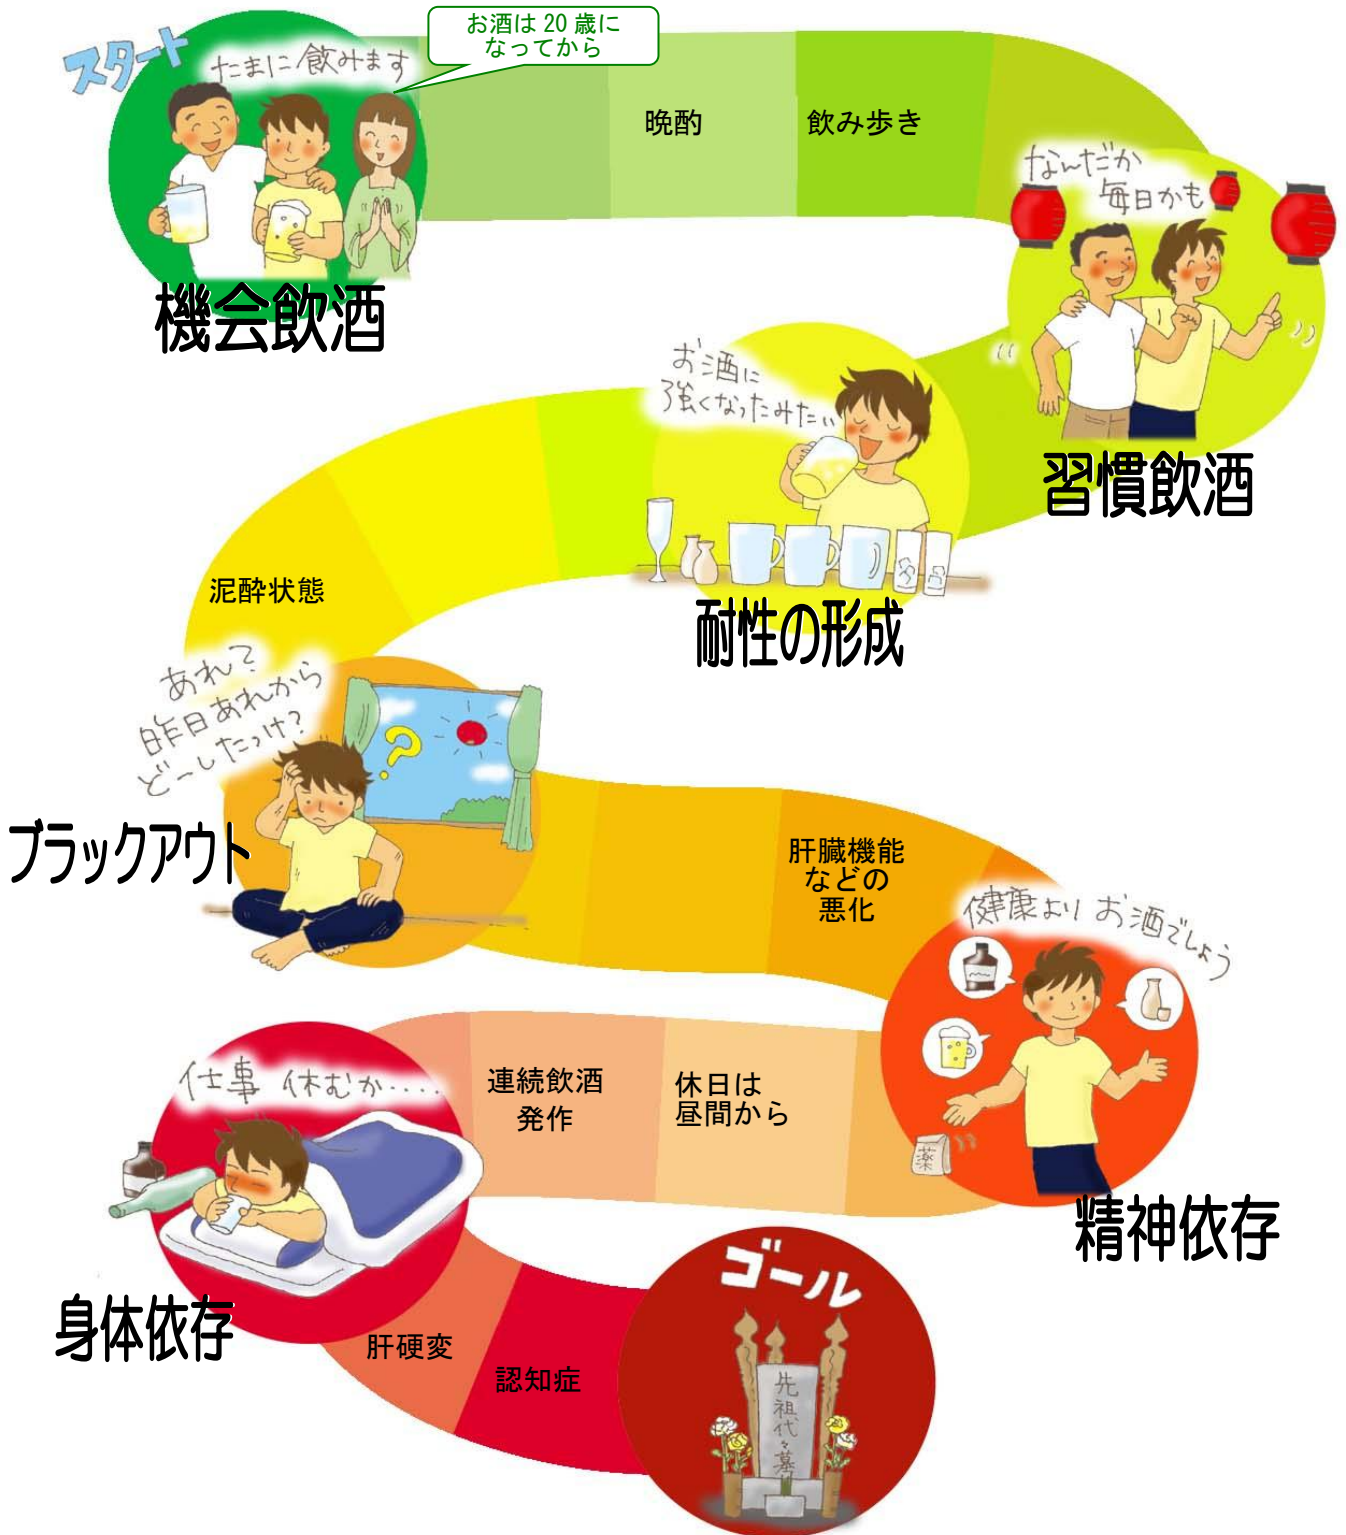 スタート
お酒は20歳に
なってから
たまに飲みます
機会飲酒
晩酌
飲み歩き
なんだか
毎日かも
習慣飲酒
お酒に
強くなったみたい
耐性の形成
泥酔状態
あれ?
昨日あれから
どーしたっけ?
ブラックアウト
肝臓機能
などの
悪化
健康よりお酒でしょう
薬
精神依存
休日は
昼間から
連続飲酒
発作
仕事 休むか・・・・・
身体依存
肝硬変
認知症
ゴール
先祖代々墓